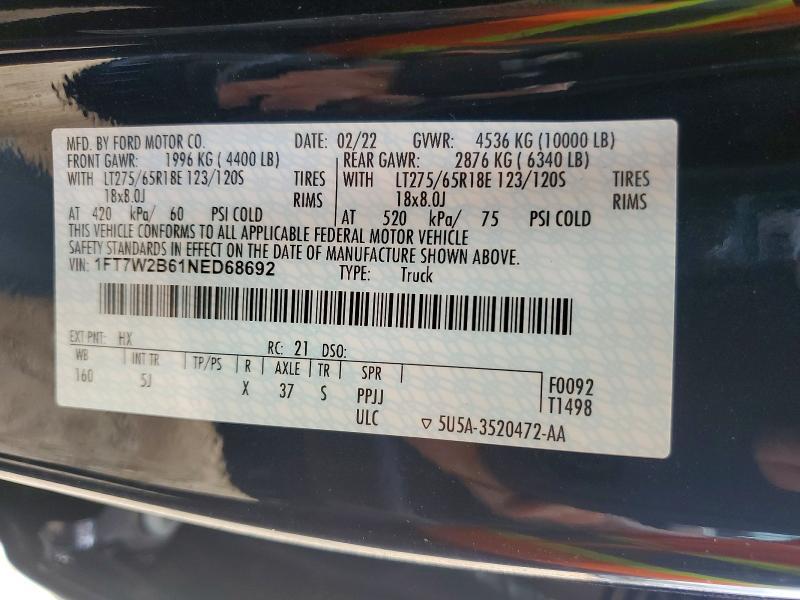 MFD. BY FORD MOTOR CO. DATE: 02/22 GVWR: 4536 KG (10000 LB)
FRONT GAWR: 1996 KG ( 4400 LB) REAR GAWR: 2876 KG ( 6340 LB)
WITH LT275/65R18E 123/120S TIRES WITH LT275/65R18E 123/120S TIRES
18x8.0J RIMS 18x8.0J RIMS
AT 420 kPa/ 60 PSI COLD AT 520 kPa/ 75 PSI COLD
THIS VEHICLE CONFORMS TO ALL APPLICABLE FEDERAL MOTOR VEHICLE
SAFETY STANDARDS IN EFFECT ON THE DATE OF MANUFACTURE SHOWN ABOVE.
VIN: 1FT7W2B61NED68692 TYPE: Truck
EXT PNT: HX RC: 21 DSO:
WB INT TR TP/PS R AXLE TR SPR
160 5J X 37 S PPJJ
ULC
F0092
T1498
▽ 5U5A-3520472-AA